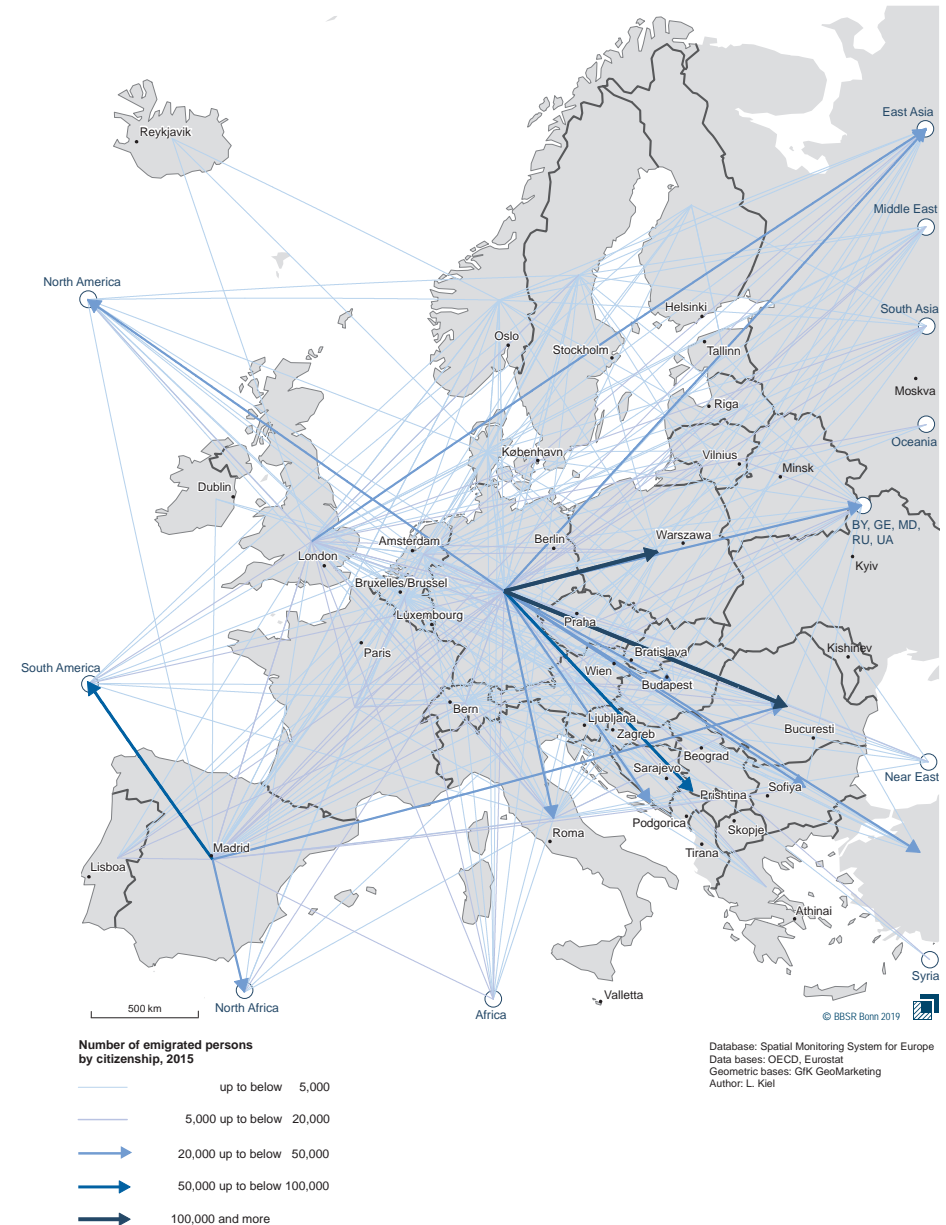 East Asia
Reykjavik
Middle East
North America
South Asia
Helsinki
Oslo
Stockholm
Tallinn
Moskva
Riga
Oceania
København
Vilnius
Minsk
Dublin
BY, GE, MD,
RU, UA
Warszawa
Berlin
Amsterdam
London
Kyiv
Bruxelles/Brussel
Luxembourg
Praha
Paris
Bratislava
Kishinev
South America
Wien
Budapest
Bern
Ljubljana
Zagreb
Bucuresti
Beograd
Sarajevo
Near East
Sofiya
Prishtina
Podgorica
Skopje
Roma
Madrid
Tirana
Lisboa
Athinai
Syria
Valletta
North Africa
Africa
500 km
© BBSR Bonn 2019
Number of emigrated persons
by citizenship, 2015
up to below 5,000
5,000 up to below 20,000
20,000 up to below 50,000
50,000 up to below 100,000
100,000 and more
Database: Spatial Monitoring System for Europe
Data bases: OECD, Eurostat
Geometric bases: GfK GeoMarketing
Author: L. Kiel